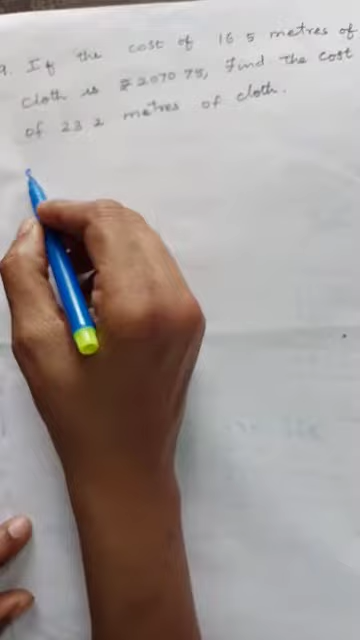 9. If the cost of 16 5 metres of
cloth is ₹ 2070 75, Find the cost
of 23 2 metres of cloth.